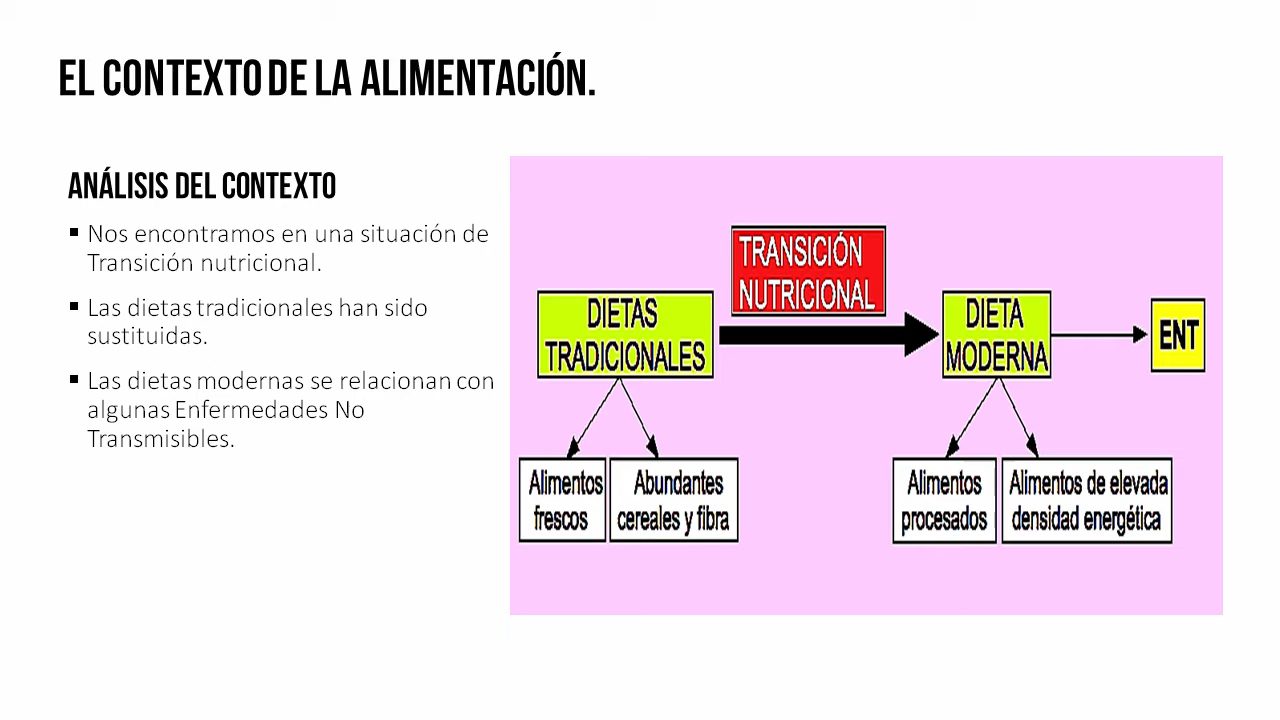 EL CONTEXTO DE LA ALIMENTACIÓN.
ANÁLISIS DEL CONTEXTO
▪ Nos encontramos en una situación de
Transición nutricional.
▪ Las dietas tradicionales han sido
sustituidas.
▪ Las dietas modernas se relacionan con
algunas Enfermedades No
Transmisibles.
TRANSICIÓN
NUTRICIONAL
DIETAS
TRADICIONALES
DIETA
MODERNA
ENT
Alimentos
frescos
Abundantes
cereales y fibra
Alimentos
procesados
Alimentos de elevada
densidad energética